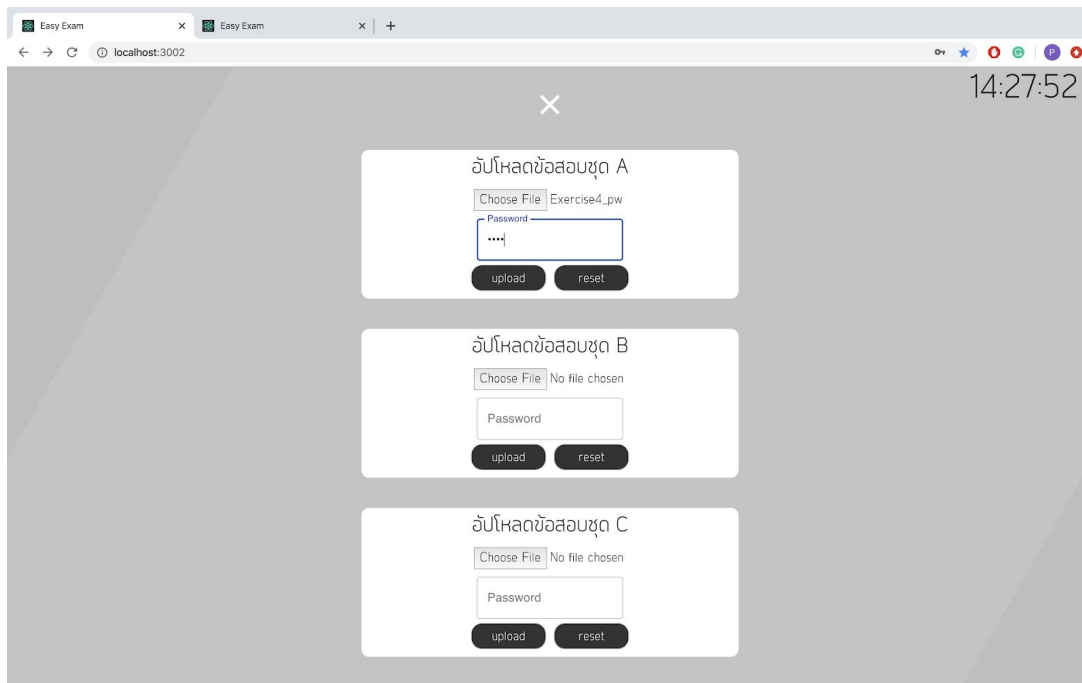 Easy Exam
Easy Exam
localhost:3002
14:27:52
อัปโหลดข้อสอบชุด A
Choose File Exercise4_pw
Password
••••
upload reset
อัปโหลดข้อสอบชุด B
Choose File No file chosen
Password
upload reset
อัปโหลดข้อสอบชุด C
Choose File No file chosen
Password
upload reset